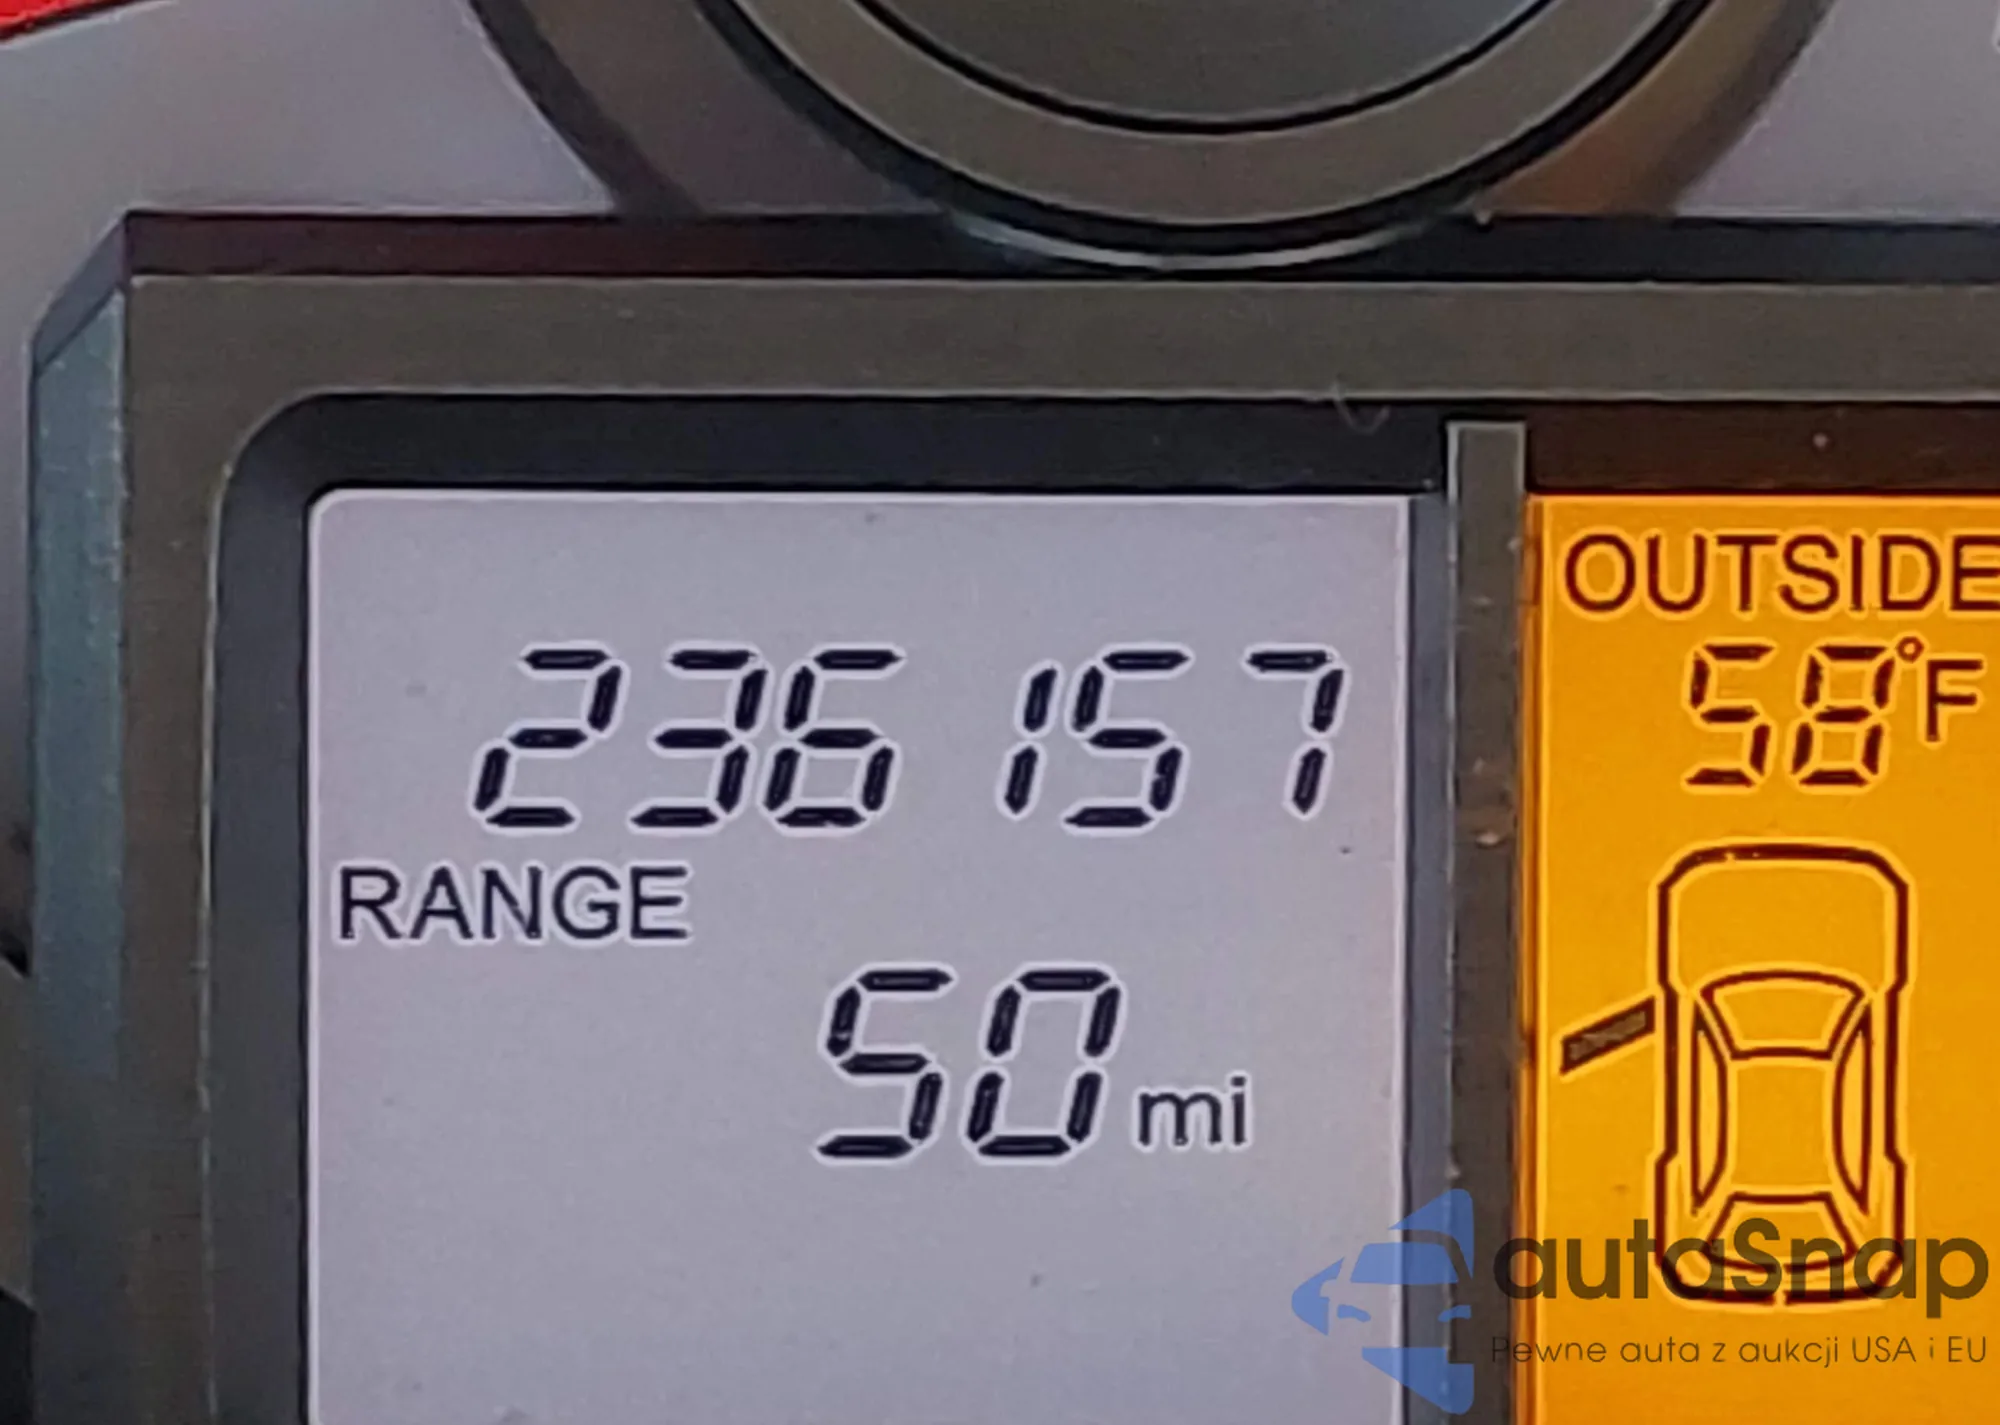 236157
RANGE
50 mi
OUTSIDE
58°F
autoSnap
Pewne auta z aukcji USA i EU